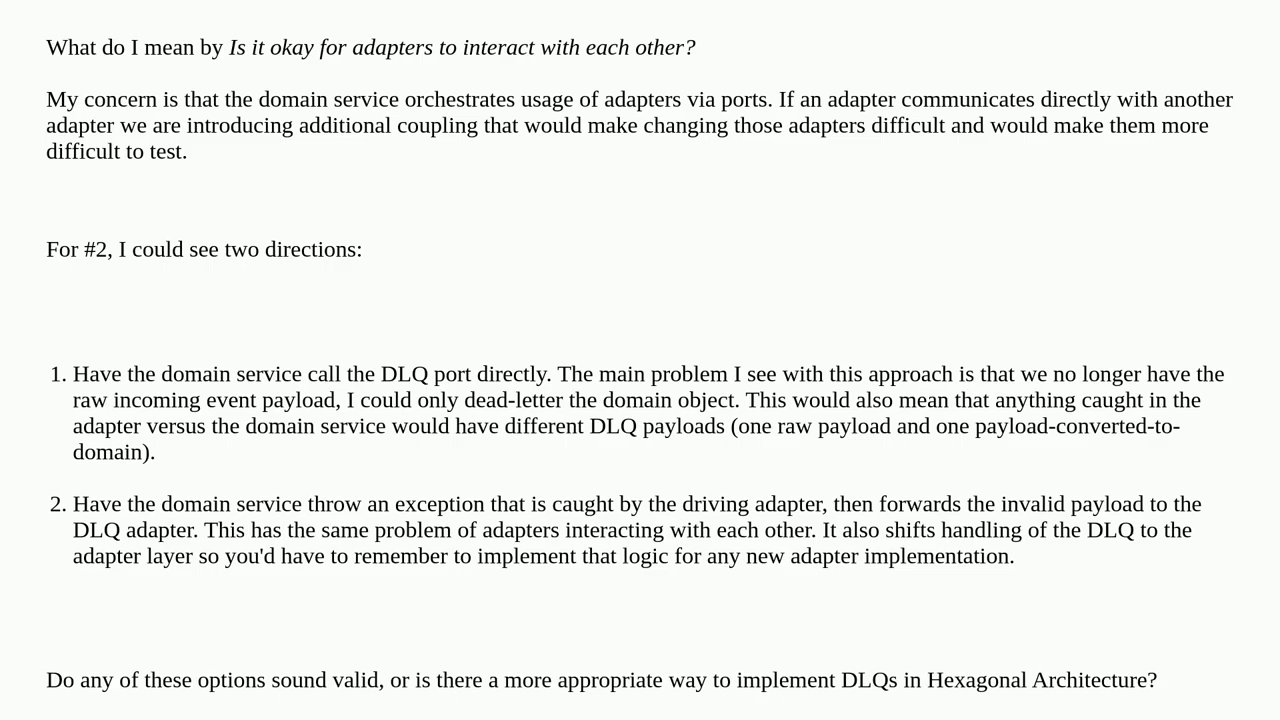 What do I mean by Is it okay for adapters to interact with each other?
My concern is that the domain service orchestrates usage of adapters via ports. If an adapter communicates directly with another
adapter we are introducing additional coupling that would make changing those adapters difficult and would make them more
difficult to test.
For #2, I could see two directions:
1. Have the domain service call the DLQ port directly. The main problem I see with this approach is that we no longer have the
raw incoming event payload, I could only dead-letter the domain object. This would also mean that anything caught in the
adapter versus the domain service would have different DLQ payloads (one raw payload and one payload-converted-to-
domain).
2. Have the domain service throw an exception that is caught by the driving adapter, then forwards the invalid payload to the
DLQ adapter. This has the same problem of adapters interacting with each other. It also shifts handling of the DLQ to the
adapter layer so you'd have to remember to implement that logic for any new adapter implementation.
Do any of these options sound valid, or is there a more appropriate way to implement DLQs in Hexagonal Architecture?